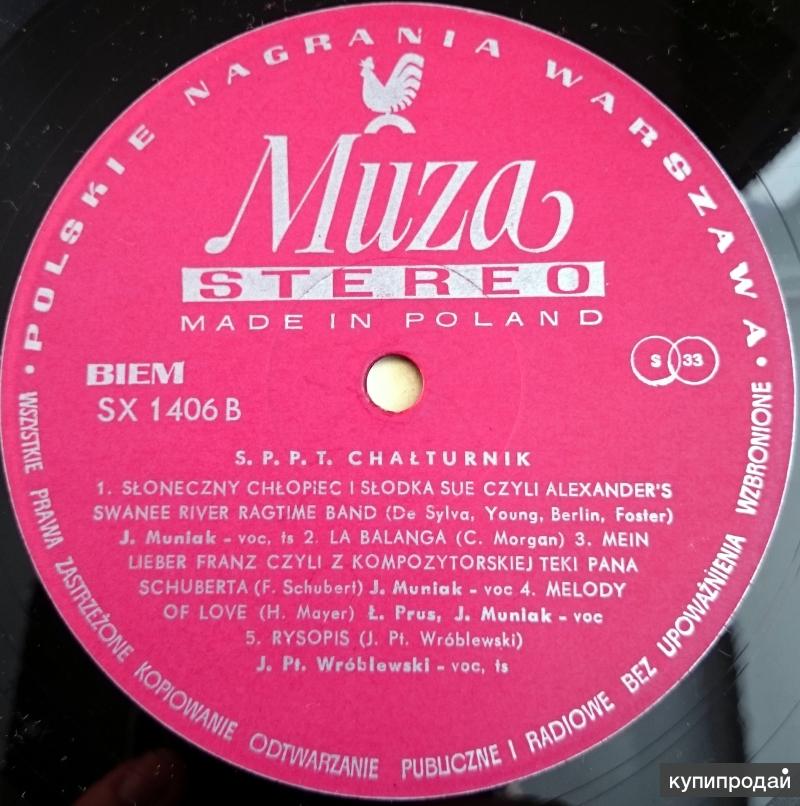 • POLSKIE NAGRANIA WARSZAWA •
Muza
STEREO
MADE IN POLAND
BIEM
SX 1406 B
S 33
S. P. P. T. CHAŁTURNIK
1. SŁONECZNY CHŁOPIEC I SŁODKA SUE CZYLI ALEXANDER'S
SWANEE RIVER RAGTIME BAND (De Sylva, Young, Berlin, Foster)
J. Muniak - voc, ts 2. LA BALANGA (C. Morgan) 3. MEIN
LIEBER FRANZ CZYLI Z KOMPOZYTORSKIEJ TEKI PANA
SCHUBERTA (F. Schubert) J. Muniak - voc 4. MELODY
OF LOVE (H. Mayer) Ł. Prus, J. Muniak - voc
5. RYSOPIS (J. Pt. Wróblewski)
J. Pt. Wróblewski - voc, ts
WSZYSTKIE PRAWA ZASTRZEŻONE KOPIOWANIE ODTWARZANIE PUBLICZNE I RADIOWE BEZ UPOWAŻNIENIA WZBRONIONE
купипродай